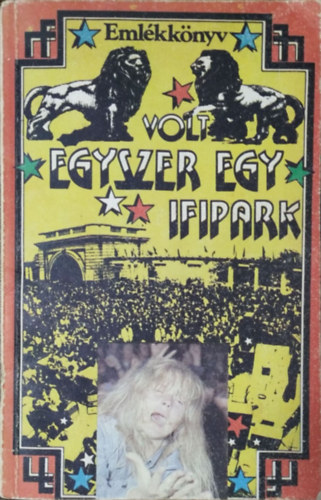 Emlékkönyv
VOLT
EGYSZER EGY
IFIPARK